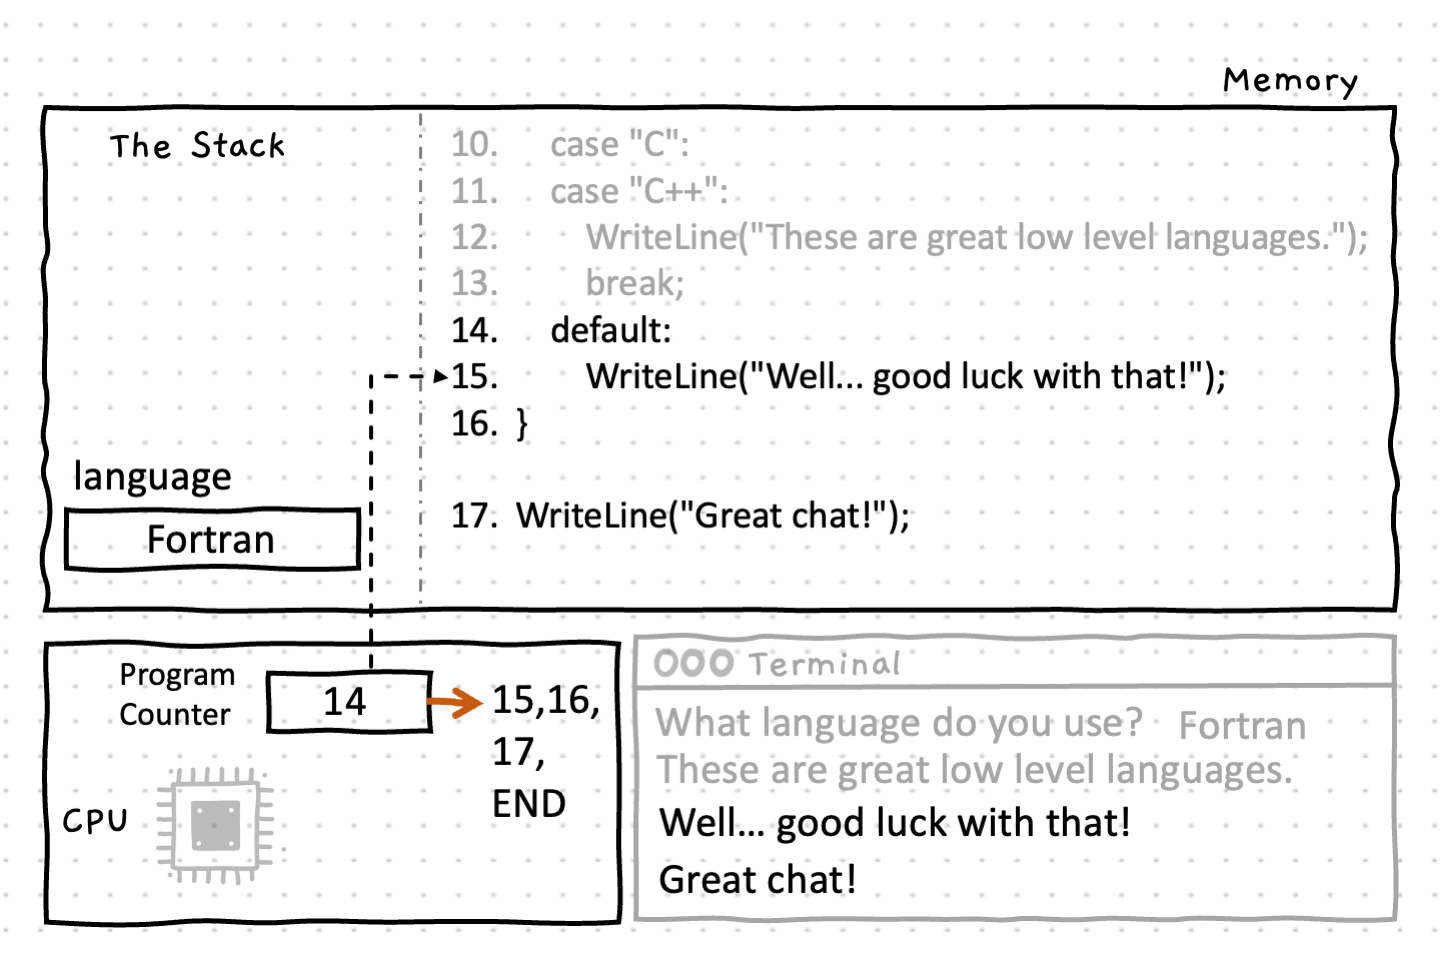 Memory
The Stack
10. case "C":
11. case "C++":
12. WriteLine("These are great low level languages.");
13. break;
14. default:
15. WriteLine("Well... good luck with that!");
16. }
language
Fortran
17. WriteLine("Great chat!");
Program
Counter
14
15,16,
17,
END
CPU
Terminal
What language do you use? Fortran
These are great low level languages.
Well... good luck with that!
Great chat!